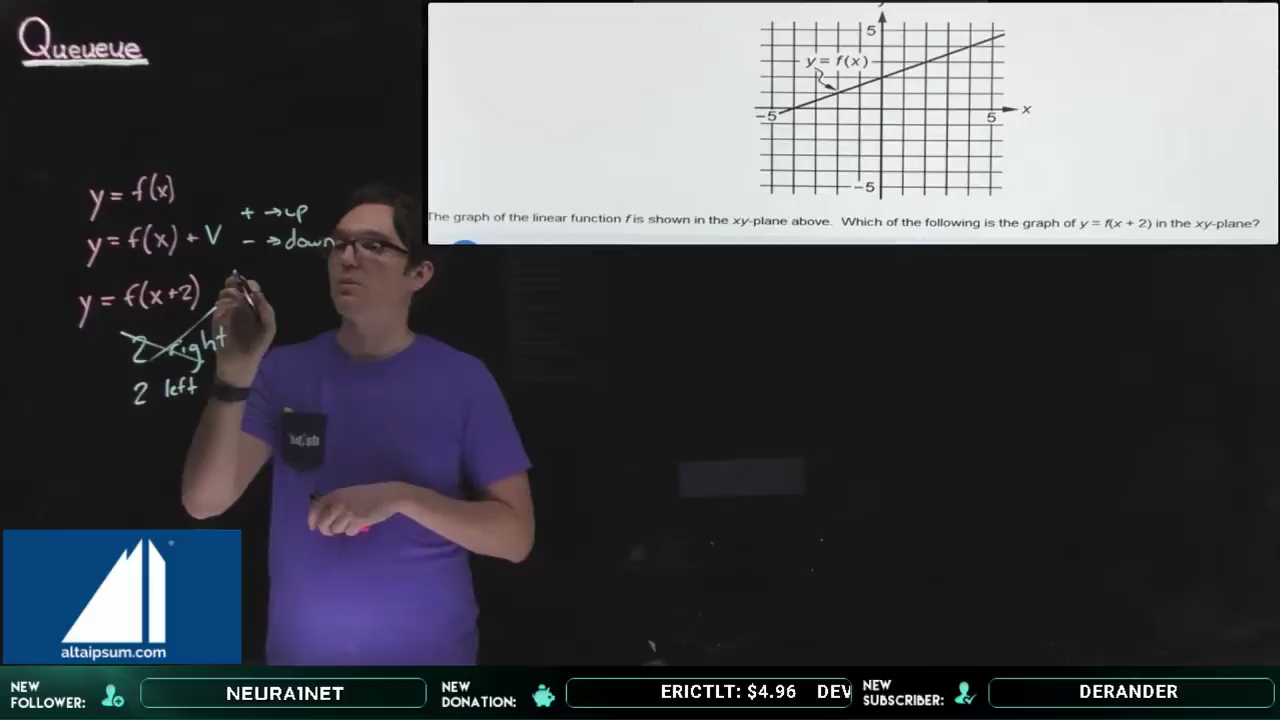 Queueue
y = f(x)
y = f(x) + V
+ → up
- → down
y = f(x+2)
2 right
2 left
5
y = f(x)
-5
5
x
-5
The graph of the linear function f is shown in the xy-plane above. Which of the following is the graph of y = f(x + 2) in the xy-plane?
altaipsum.com
NEW FOLLOWER:
NEURA1NET
NEW DONATION:
ERICTLT: $4.96 DEV
NEW SUBSCRIBER:
DERANDER